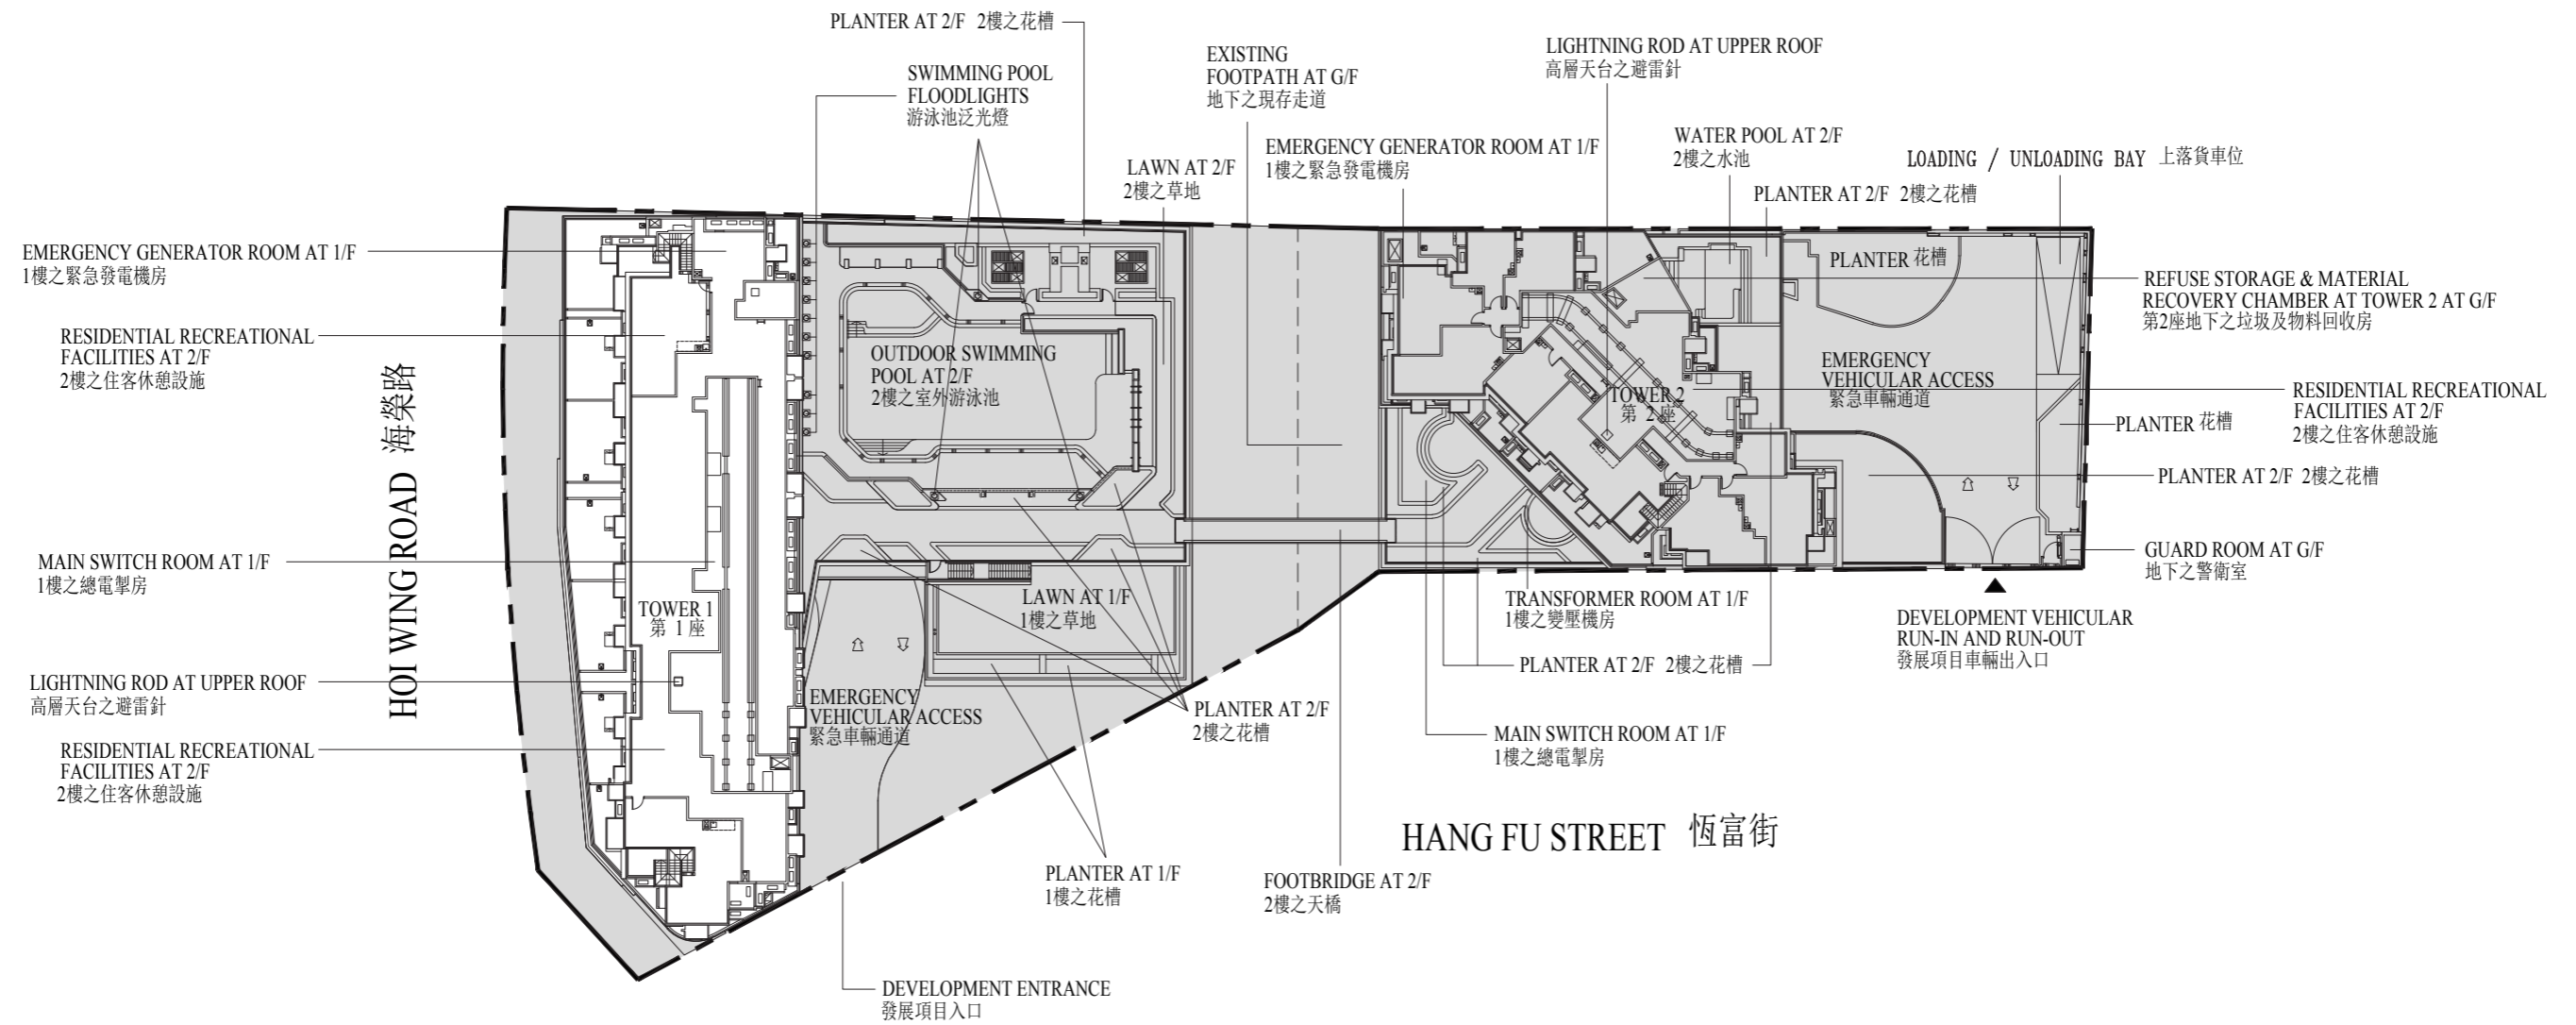 PLANTER AT 2/F 2樓之花槽
SWIMMING POOL
FLOODLIGHTS
游泳池泛光燈
EXISTING
FOOTPATH AT G/F
地下之現存走道
LIGHTNING ROD AT UPPER ROOF
高層天台之避雷針
LAWN AT 2/F
2樓之草地
EMERGENCY GENERATOR ROOM AT 1/F
1樓之緊急發電機房
WATER POOL AT 2/F
2樓之水池
LOADING / UNLOADING BAY 上落貨車位
PLANTER AT 2/F 2樓之花槽
EMERGENCY GENERATOR ROOM AT 1/F
1樓之緊急發電機房
PLANTER 花槽
REFUSE STORAGE & MATERIAL
RECOVERY CHAMBER AT TOWER 2 AT G/F
第2座地下之垃圾及物料回收房
RESIDENTIAL RECREATIONAL
FACILITIES AT 2/F
2樓之住客休憩設施
OUTDOOR SWIMMING
POOL AT 2/F
2樓之室外游泳池
EMERGENCY
VEHICULAR ACCESS
緊急車輛通道
TOWER 2
第 2 座
RESIDENTIAL RECREATIONAL
FACILITIES AT 2/F
2樓之住客休憩設施
PLANTER 花槽
PLANTER AT 2/F 2樓之花槽
HOI WING ROAD 海榮路
MAIN SWITCH ROOM AT 1/F
1樓之總電掣房
GUARD ROOM AT G/F
地下之警衛室
TOWER 1
第 1 座
LAWN AT 1/F
1樓之草地
TRANSFORMER ROOM AT 1/F
1樓之變壓機房
DEVELOPMENT VEHICULAR
RUN-IN AND RUN-OUT
發展項目車輛出入口
PLANTER AT 2/F 2樓之花槽
LIGHTNING ROD AT UPPER ROOF
高層天台之避雷針
EMERGENCY
VEHICULAR ACCESS
緊急車輛通道
PLANTER AT 2/F
2樓之花槽
MAIN SWITCH ROOM AT 1/F
1樓之總電掣房
RESIDENTIAL RECREATIONAL
FACILITIES AT 2/F
2樓之住客休憩設施
HANG FU STREET 恆富街
PLANTER AT 1/F
1樓之花槽
FOOTBRIDGE AT 2/F
2樓之天橋
DEVELOPMENT ENTRANCE
發展項目入口